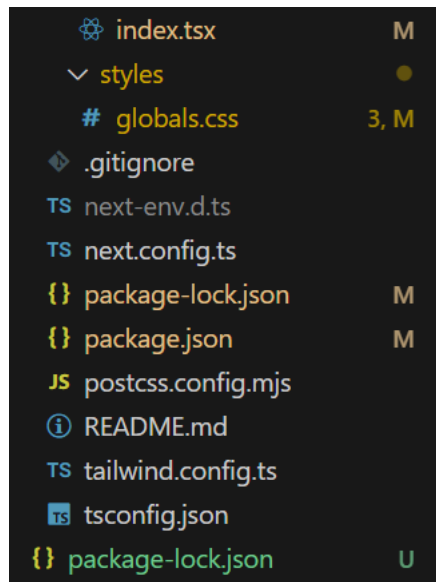 index.tsx M
styles
# globals.css 3, M
.gitignore
TS next-env.d.ts
TS next.config.ts
{} package-lock.json M
{} package.json M
JS postcss.config.mjs
README.md
TS tailwind.config.ts
TS tsconfig.json
{} package-lock.json U